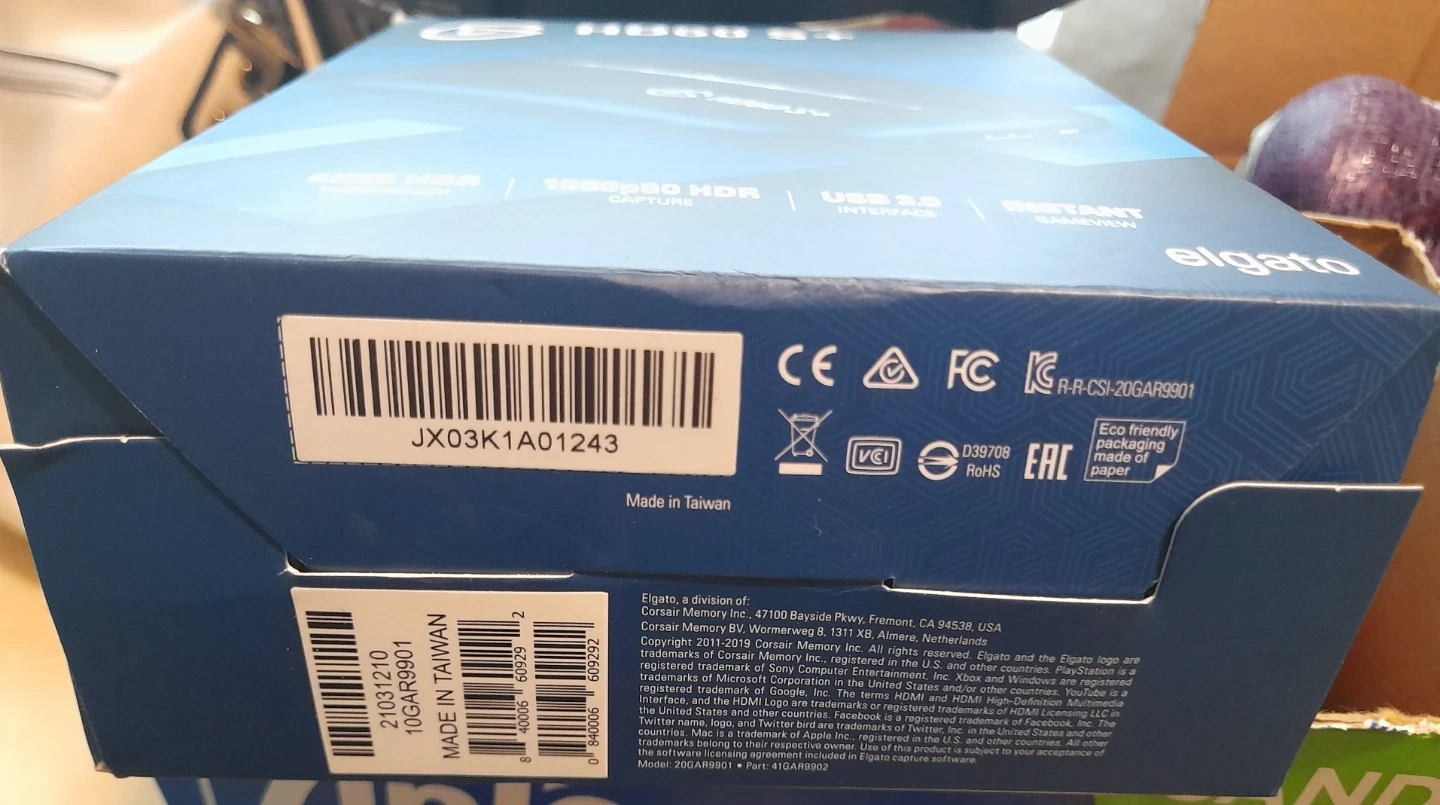 HD60 S+
4K60 HDR
1080p60 HDR
CAPTURE
USB 3.0
INTERFACE
INSTANT
GAMEVIEW
elgato
JX03K1A01243
CE
FC
R-R-CSI-20GAR9901
VCI
D39708
RoHS
EAC
Eco friendly
packaging
made of
paper
Made in Taiwan
21031210
10GAR9901
MADE IN TAIWAN
8 40006 60929 2
0 840006 609292
Elgato, a division of:
Corsair Memory Inc., 47100 Bayside Pkwy, Fremont, CA 94538, USA
Corsair Memory BV, Wormerweg 8, 1311 XB, Almere, Netherlands
Copyright 2011-2019 Corsair Memory Inc. All rights reserved. Elgato and the Elgato logo are
trademarks of Corsair Memory Inc., registered in the U.S. and other countries. PlayStation is a
registered trademark of Sony Computer Entertainment, Inc. Xbox and Windows are registered
trademarks of Microsoft Corporation in the United States and/or other countries. YouTube is a
registered trademark of Google, Inc. The terms HDMI and HDMI High-Definition Multimedia
Interface, and the HDMI Logo are trademarks or registered trademarks of HDMI Licensing LLC in
the United States and other countries. Facebook is a registered trademark of Facebook, Inc. The
Twitter name, logo, and Twitter bird are trademarks of Twitter, Inc. in the United States and other
countries. Mac is a trademark of Apple Inc., registered in the U.S. and other countries. All other
trademarks belong to their respective owner. Use of this product is subject to your acceptance of
the software licensing agreement included in Elgato capture software.
Model: 20GAR9901 • Part: 41GAR9902